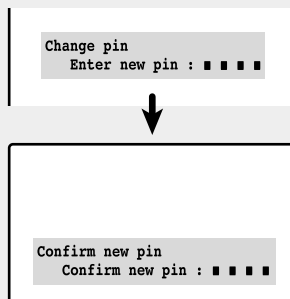 Change pin
Enter new pin : ∎ ∎ ∎ ∎
Confirm new pin
Confirm new pin : ∎ ∎ ∎ ∎